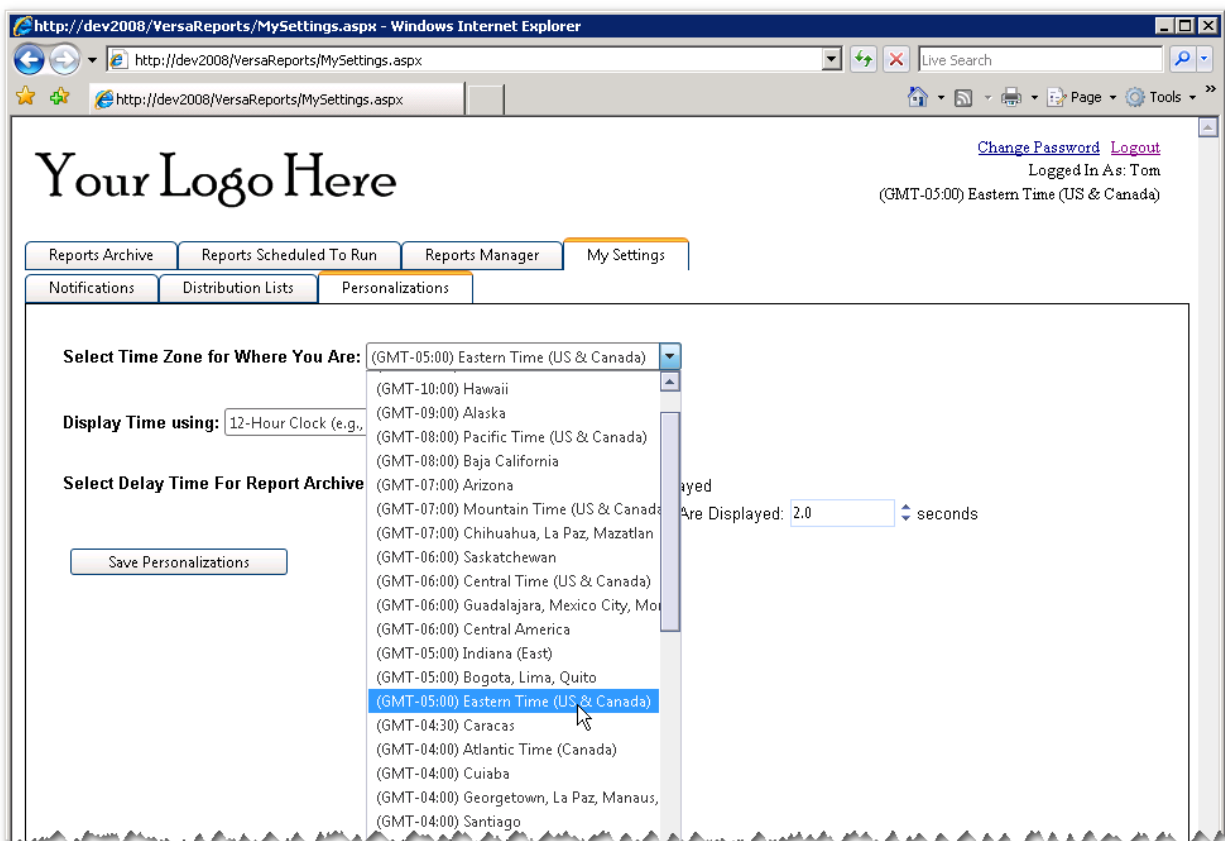 http://dev2008/VersaReports/MySettings.aspx - Windows Internet Explorer
http://dev2008/VersaReports/MySettings.aspx
Live Search
http://dev2008/VersaReports/MySettings.aspx
Page
Tools
Your Logo Here
Change Password Logout
Logged In As: Tom
(GMT-05:00) Eastern Time (US & Canada)
Reports Archive
Reports Scheduled To Run
Reports Manager
My Settings
Notifications
Distribution Lists
Personalizations
Select Time Zone for Where You Are: (GMT-05:00) Eastern Time (US & Canada)
Display Time using: 12-Hour Clock (e.g.,
Select Delay Time For Report Archive
Are Displayed: 2.0 seconds
Save Personalizations
(GMT-10:00) Hawaii
(GMT-09:00) Alaska
(GMT-08:00) Pacific Time (US & Canada)
(GMT-08:00) Baja California
(GMT-07:00) Arizona
(GMT-07:00) Mountain Time (US & Canada
(GMT-07:00) Chihuahua, La Paz, Mazatlan
(GMT-06:00) Saskatchewan
(GMT-06:00) Central Time (US & Canada)
(GMT-06:00) Guadalajara, Mexico City, Mo
(GMT-06:00) Central America
(GMT-05:00) Indiana (East)
(GMT-05:00) Bogota, Lima, Quito
(GMT-05:00) Eastern Time (US & Canada)
(GMT-04:30) Caracas
(GMT-04:00) Atlantic Time (Canada)
(GMT-04:00) Cuiaba
(GMT-04:00) Georgetown, La Paz, Manaus,
(GMT-04:00) Santiago